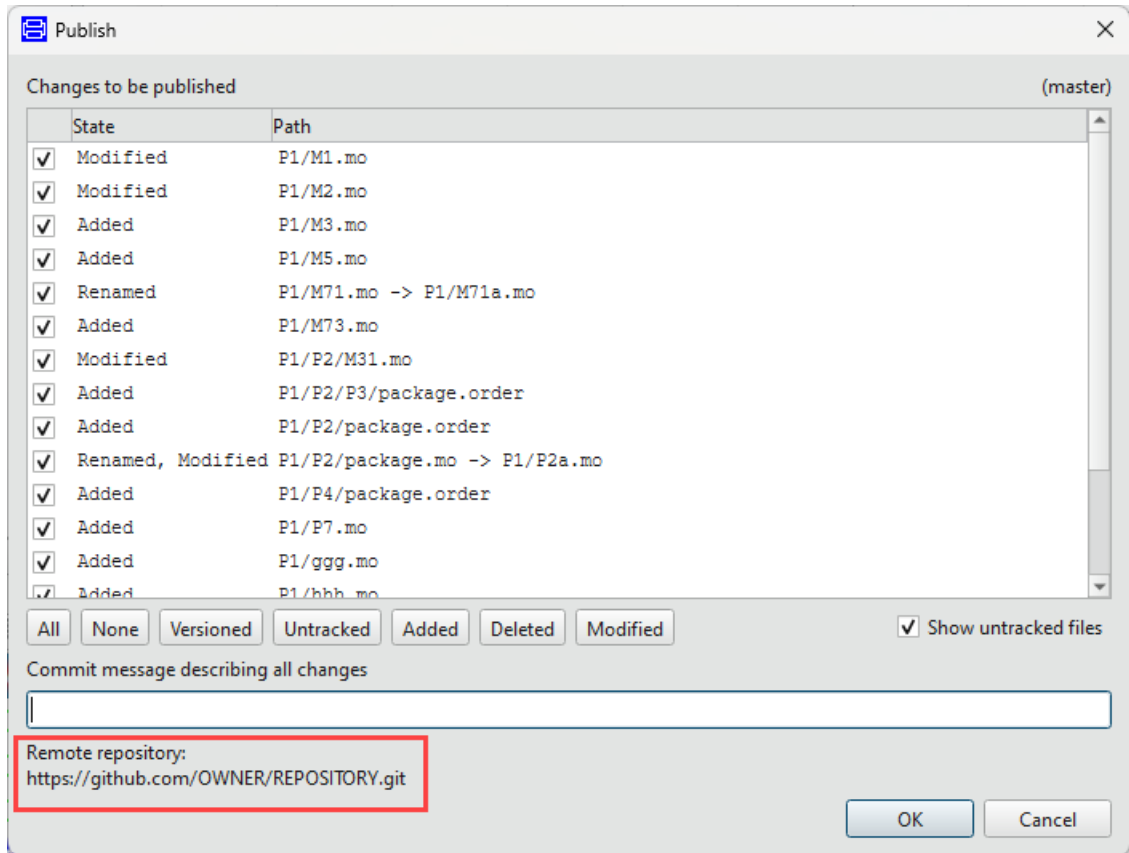 Publish
Changes to be published (master)
State Path
Modified P1/M1.mo
Modified P1/M2.mo
Added P1/M3.mo
Added P1/M5.mo
Renamed P1/M71.mo -> P1/M71a.mo
Added P1/M73.mo
Modified P1/P2/M31.mo
Added P1/P2/P3/package.order
Added P1/P2/package.order
Renamed, Modified P1/P2/package.mo -> P1/P2a.mo
Added P1/P4/package.order
Added P1/P7.mo
Added P1/ggg.mo
Added P1/hhh.mo
All None Versioned Untracked Added Deleted Modified Show untracked files
Commit message describing all changes
Remote repository:
https://github.com/OWNER/REPOSITORY.git
OK Cancel